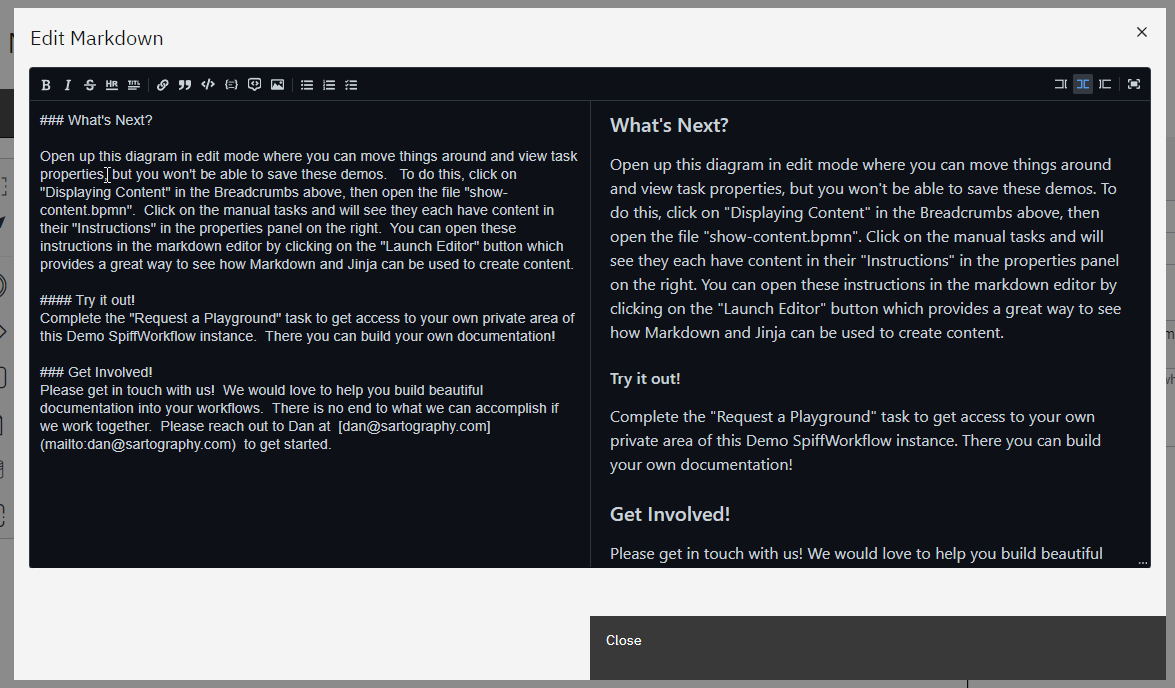 Edit Markdown
B I S HR TITL
### What's Next?
Open up this diagram in edit mode where you can move things around and view task
properties, but you won't be able to save these demos.   To do this, click on
"Displaying Content" in the Breadcrumbs above, then open the file "show-
content.bpmn".  Click on the manual tasks and will see they each have content in
their "Instructions" in the properties panel on the right.  You can open these
instructions in the markdown editor by clicking on the "Launch Editor" button which
provides a great way to see how Markdown and Jinja can be used to create content.
#### Try it out!
Complete the "Request a Playground" task to get access to your own private area of
this Demo SpiffWorkflow instance.  There you can build your own documentation!
### Get Involved!
Please get in touch with us!  We would love to help you build beautiful
documentation into your workflows.  There is no end to what we can accomplish if
we work together.  Please reach out to Dan at  [dan@sartography.com]
(mailto:dan@sartography.com)  to get started.
What's Next?
Open up this diagram in edit mode where you can move things around
and view task properties, but you won't be able to save these demos. To
do this, click on "Displaying Content" in the Breadcrumbs above, then
open the file "show-content.bpmn". Click on the manual tasks and will
see they each have content in their "Instructions" in the properties panel
on the right. You can open these instructions in the markdown editor by
clicking on the "Launch Editor" button which provides a great way to see
how Markdown and Jinja can be used to create content.
Try it out!
Complete the "Request a Playground" task to get access to your own
private area of this Demo SpiffWorkflow instance. There you can build
your own documentation!
Get Involved!
Please get in touch with us! We would love to help you build beautiful
Close